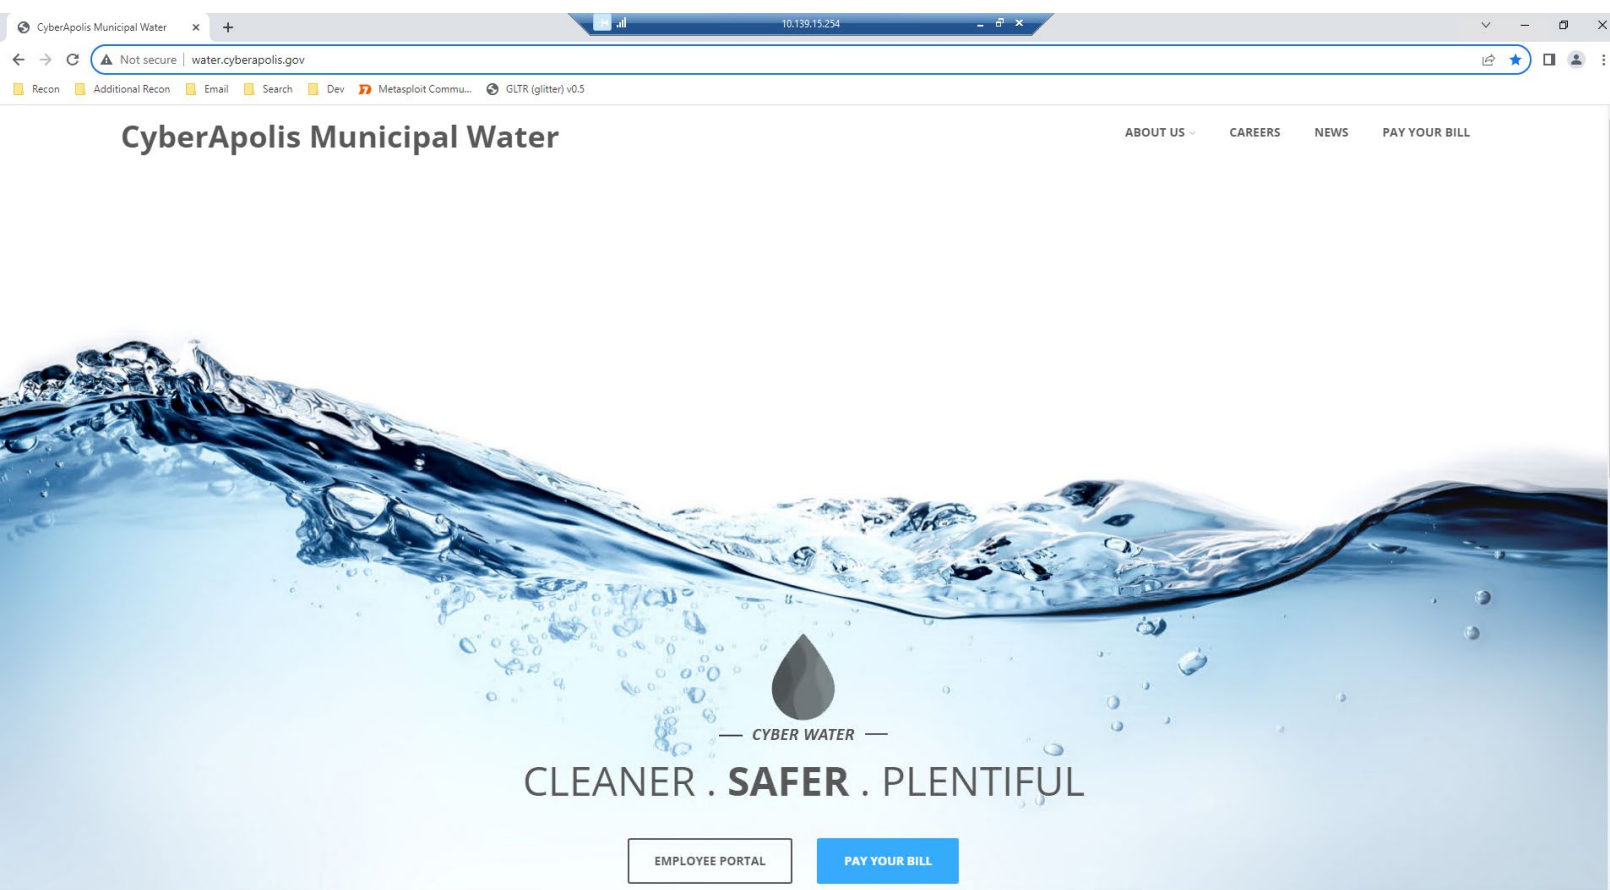 CyberApolis Municipal Water
10.139.15.254
Not secure | water.cyberapolis.gov
Recon Additional Recon Email Search Dev Metasploit Commu... GLTR (glitter) v0.5
CyberApolis Municipal Water
ABOUT US CAREERS NEWS PAY YOUR BILL
CYBER WATER
CLEANER . SAFER . PLENTIFUL
EMPLOYEE PORTAL PAY YOUR BILL